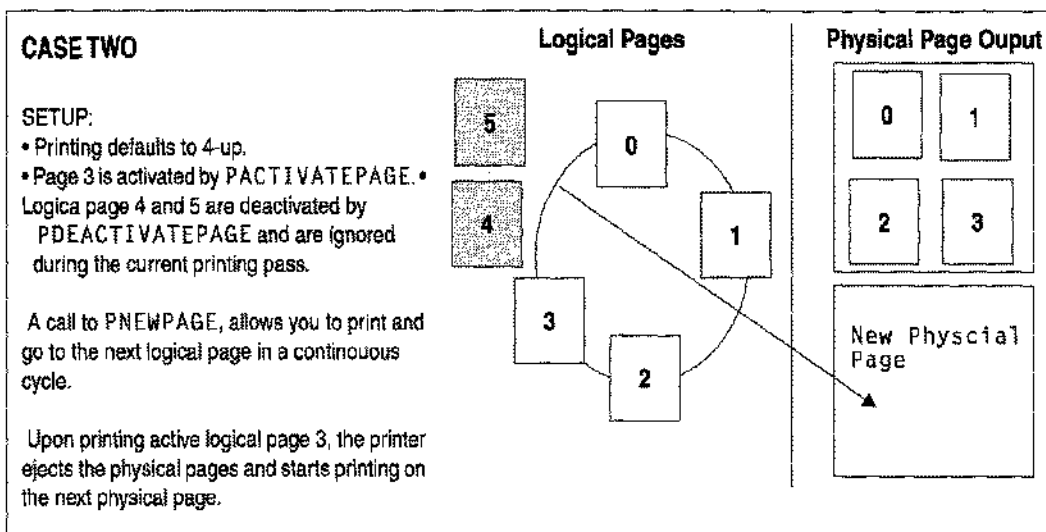 CASE TWO
SETUP:
• Printing defaults to 4-up.
• Page 3 is activated by PACTIVATEPAGE. •
Logica page 4 and 5 are deactivated by
PDEACTIVATEPAGE and are ignored
during the current printing pass.
A call to PNEWPAGE, allows you to print and
go to the next logical page in a continouous
cycle.
Upon printing active logical page 3, the printer
ejects the physical pages and starts printing on
the next physical page.
Logical Pages
5
0
4
1
3
2
Physical Page Ouput
0
1
2
3
New Physcial
Page